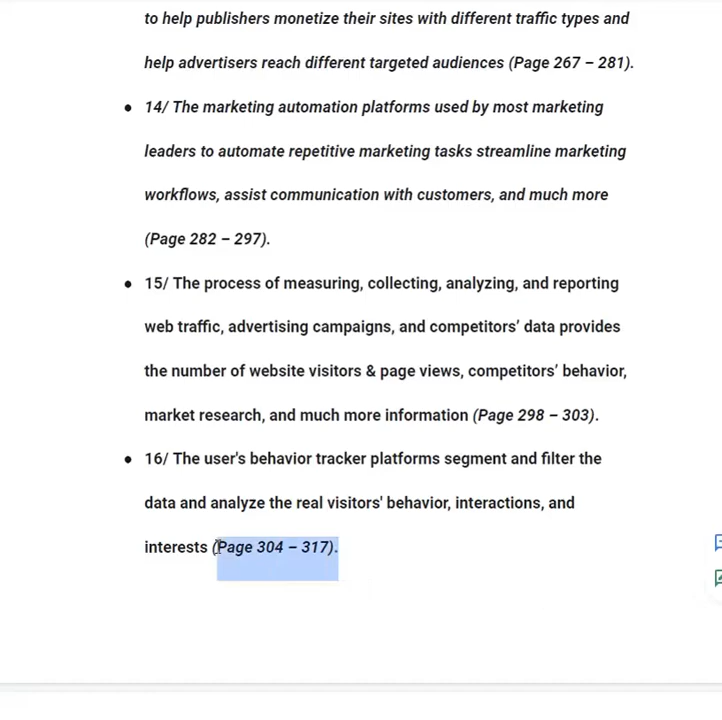 to help publishers monetize their sites with different traffic types and
help advertisers reach different targeted audiences (Page 267 – 281).
● 14/ The marketing automation platforms used by most marketing
leaders to automate repetitive marketing tasks streamline marketing
workflows, assist communication with customers, and much more
(Page 282 – 297).
● 15/ The process of measuring, collecting, analyzing, and reporting
web traffic, advertising campaigns, and competitors’ data provides
the number of website visitors & page views, competitors’ behavior,
market research, and much more information (Page 298 – 303).
● 16/ The user's behavior tracker platforms segment and filter the
data and analyze the real visitors' behavior, interactions, and
interests (Page 304 – 317).